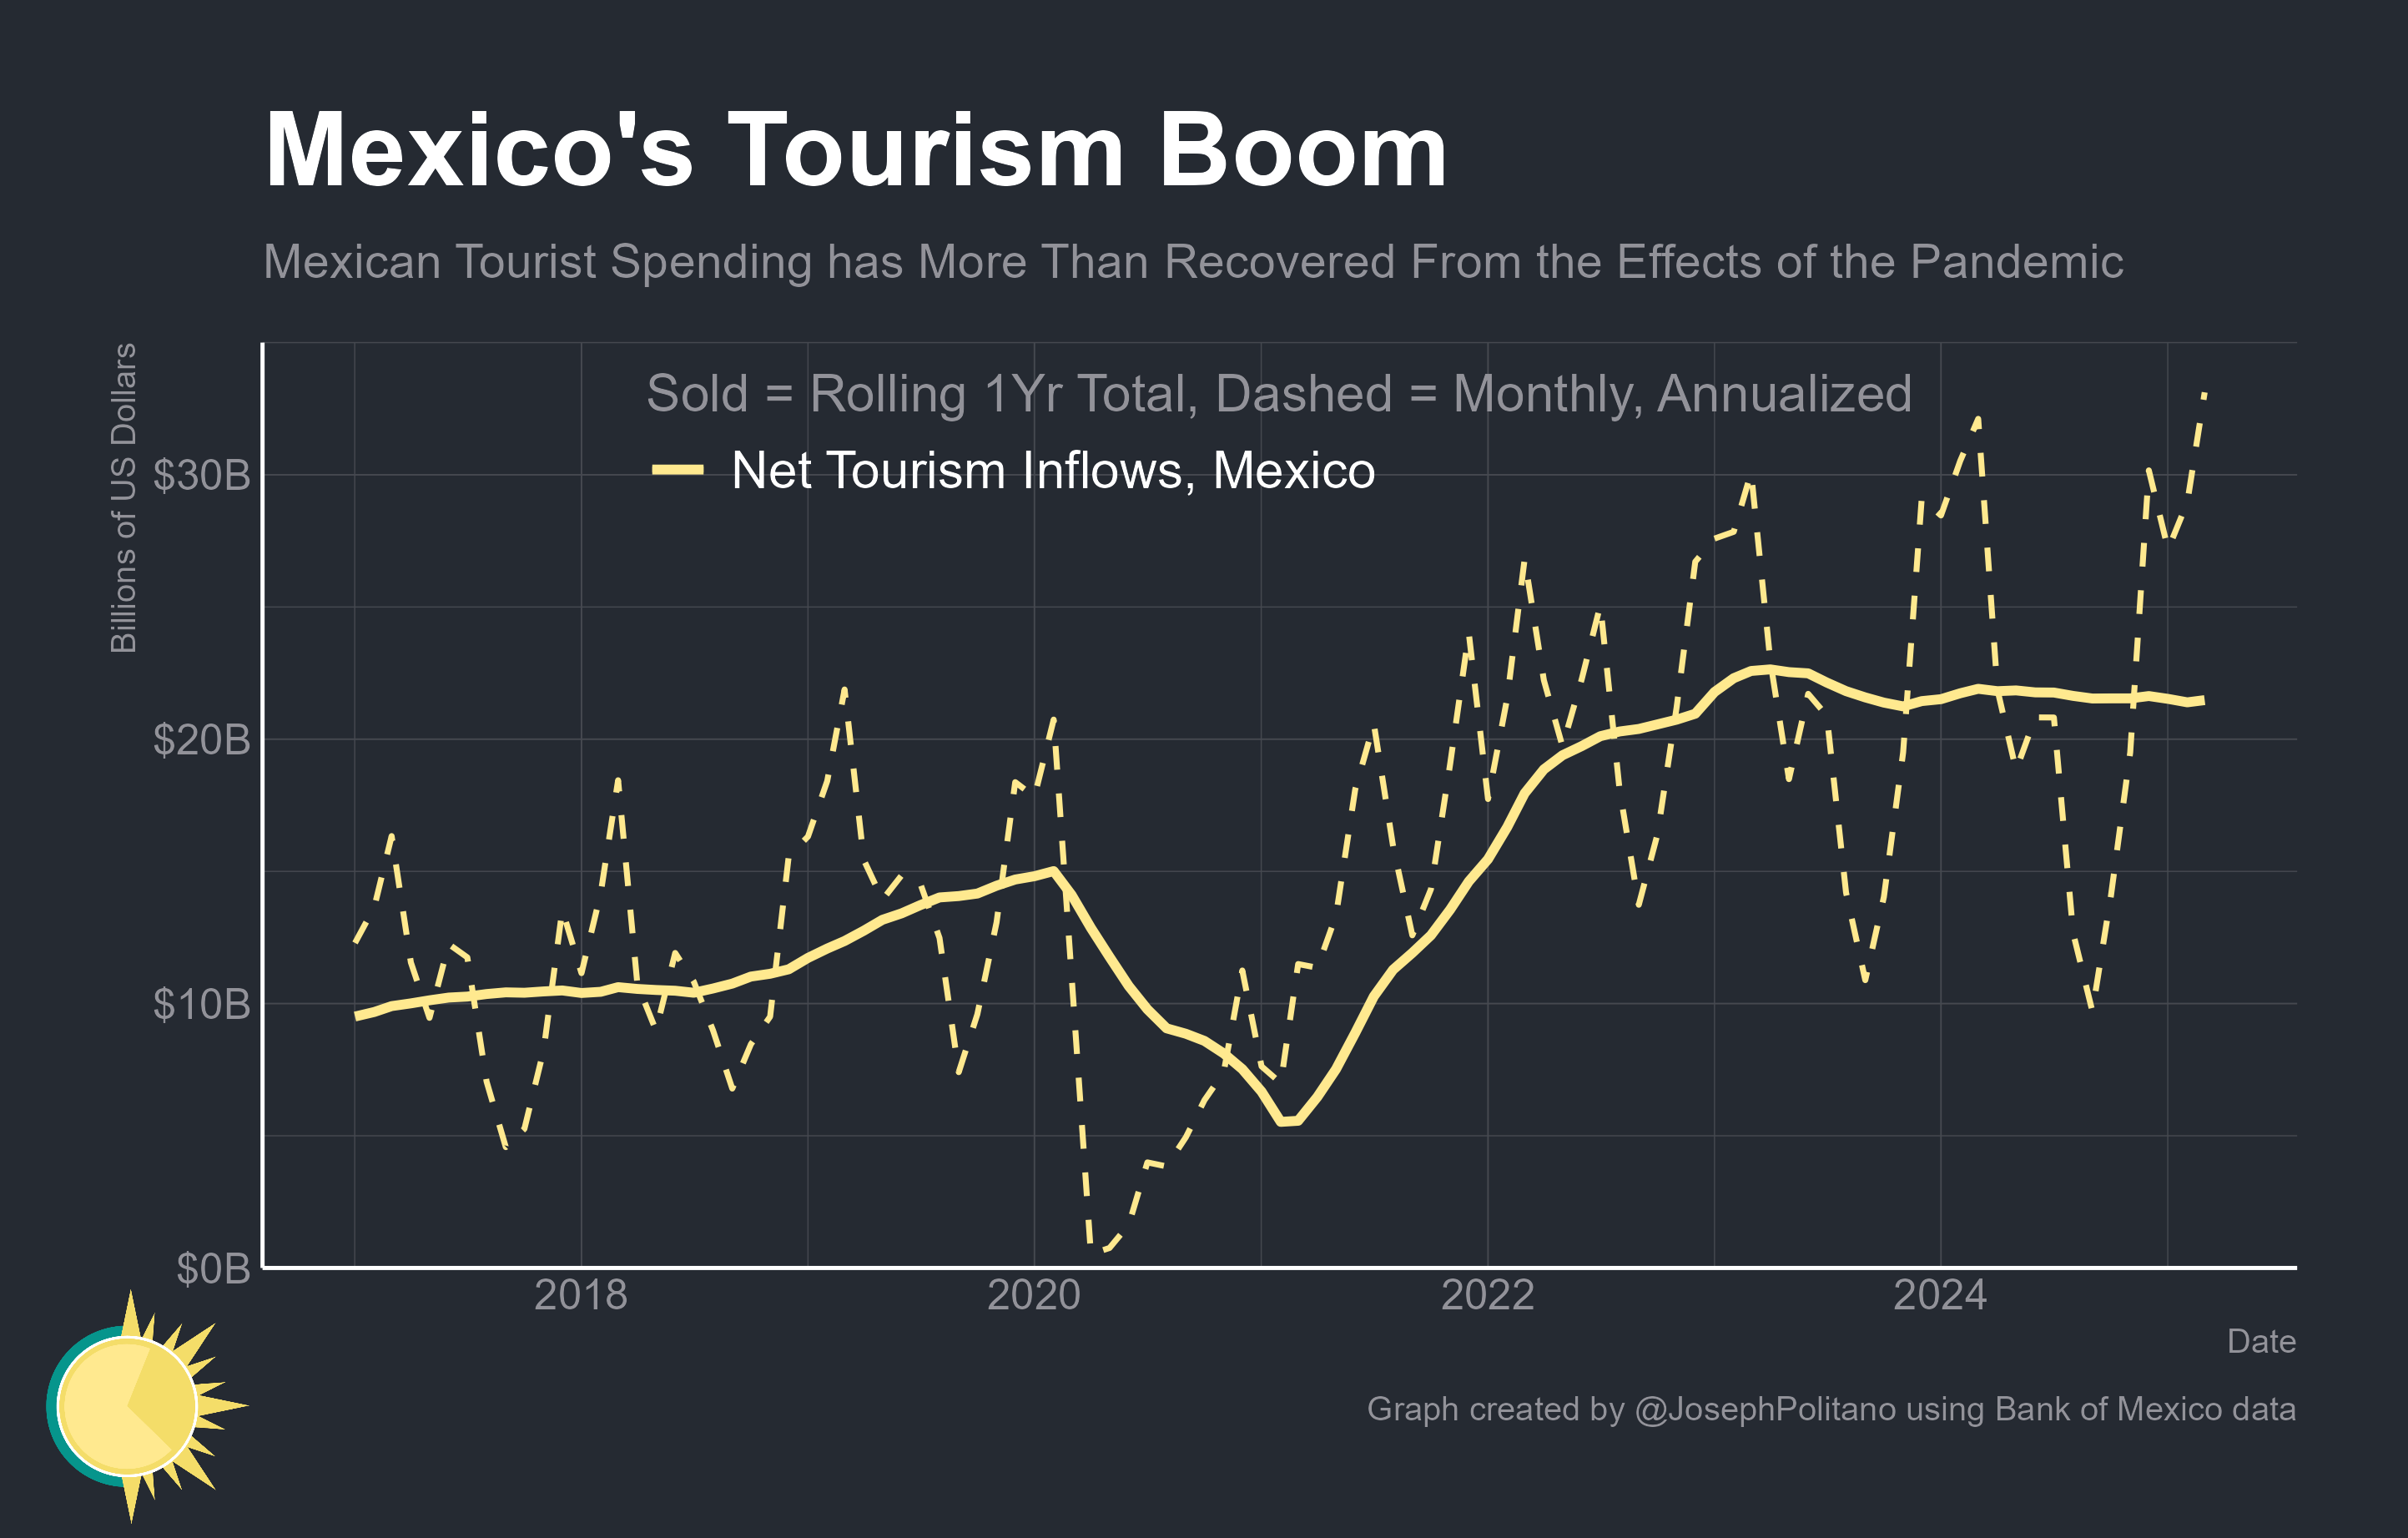 Mexico's Tourism Boom
Mexican Tourist Spending has More Than Recovered From the Effects of the Pandemic
Billions of US Dollars
Sold = Rolling 1Yr Total, Dashed = Monthly, Annualized
Net Tourism Inflows, Mexico
$30B
$20B
$10B
$0B
2018
2020
2022
2024
Date
Graph created by @JosephPolitano using Bank of Mexico data